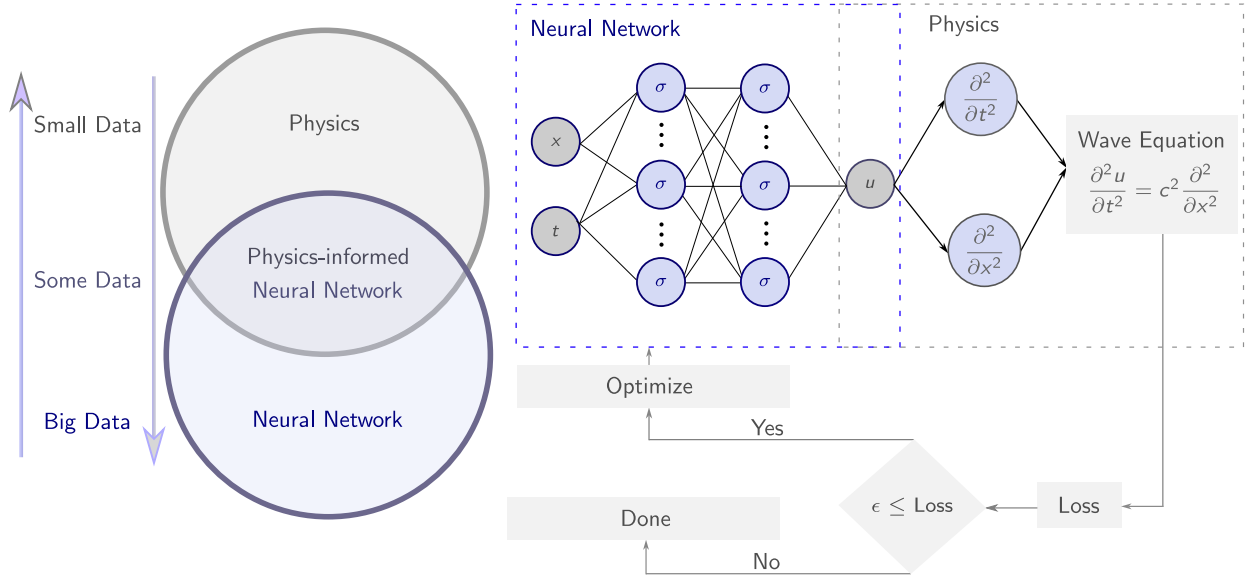 Small Data
Some Data
Big Data
Physics
Physics-informed
Neural Network
Neural Network
Neural Network
Physics
x
t
σ
σ
σ
σ
σ
σ
u
∂²
∂t²
∂²
∂x²
Wave Equation
∂²u/∂t² = c² ∂²/∂x²
Optimize
Yes
ϵ ≤ Loss
Loss
Done
No